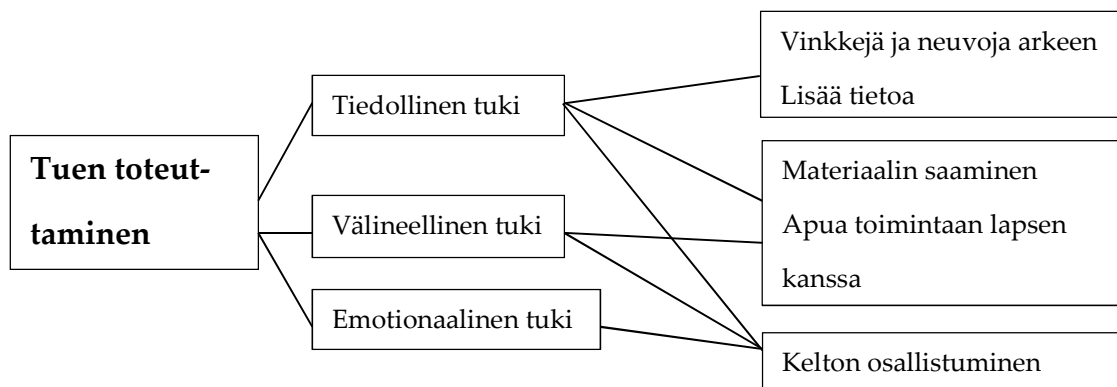 Tuen toteut-
taminen
Tiedollinen tuki
Välineellinen tuki
Emotionaalinen tuki
Vinkkejä ja neuvoja arkeen
Lisää tietoa
Materiaalin saaminen
Apua toimintaan lapsen
kanssa
Kelton osallistuminen